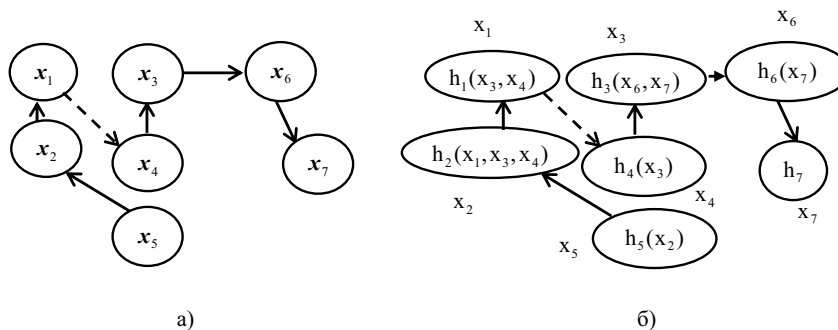 x₁
x₃
x₆
x₂
x₄
x₇
x₅
а)
x₆
x₁
x₃
h₁(x₃,x₄)
h₃(x₆,x₇)
h₆(x₇)
h₂(x₁,x₃,x₄)
h₄(x₃)
h₇
x₂
x₄
x₇
x₅
h₅(x₂)
б)